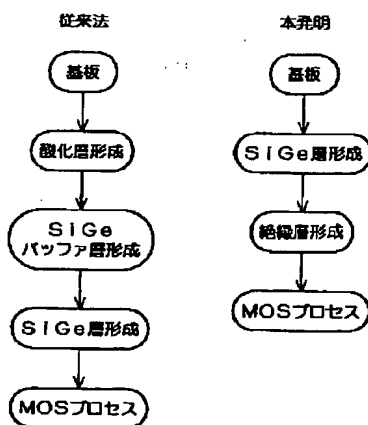 従来法
基板
酸化層形成
SiGe
バッファ層形成
SiGe層形成
MOSプロセス
本発明
基板
SiGe層形成
絶縁層形成
MOSプロセス